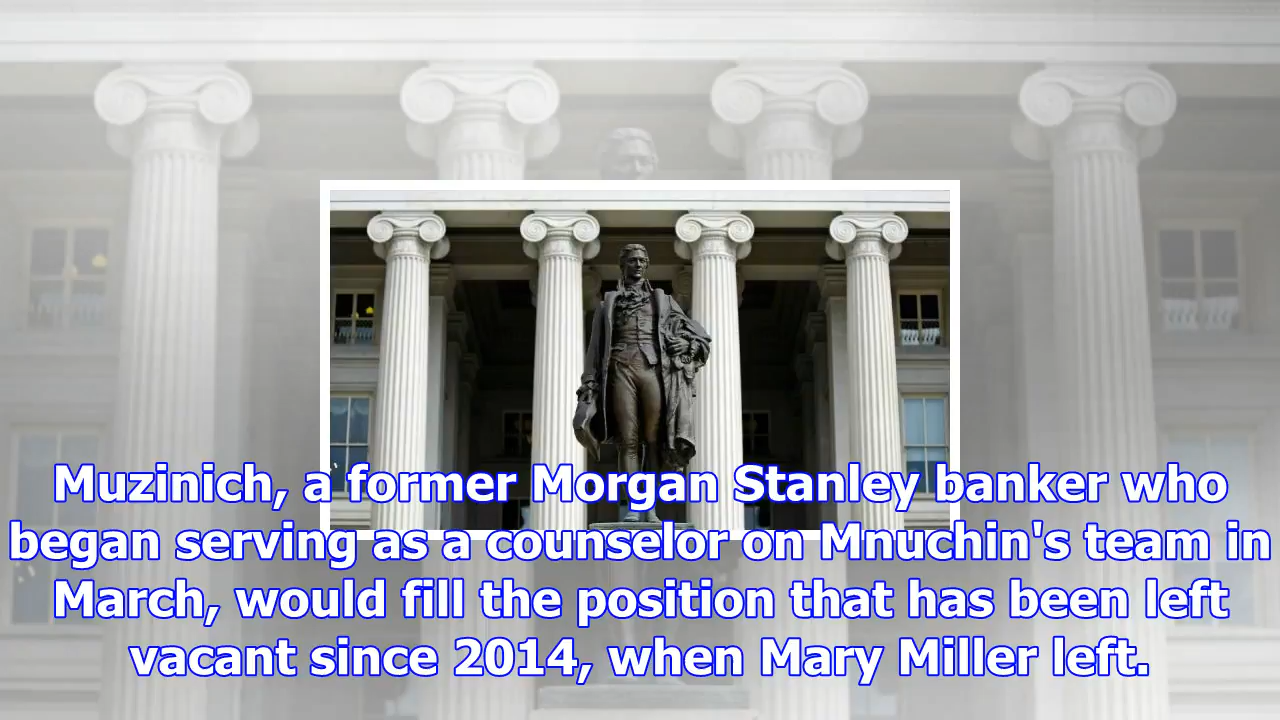 Muzinich, a former Morgan Stanley banker who
began serving as a counselor on Mnuchin's team in
March, would fill the position that has been left
vacant since 2014, when Mary Miller left.